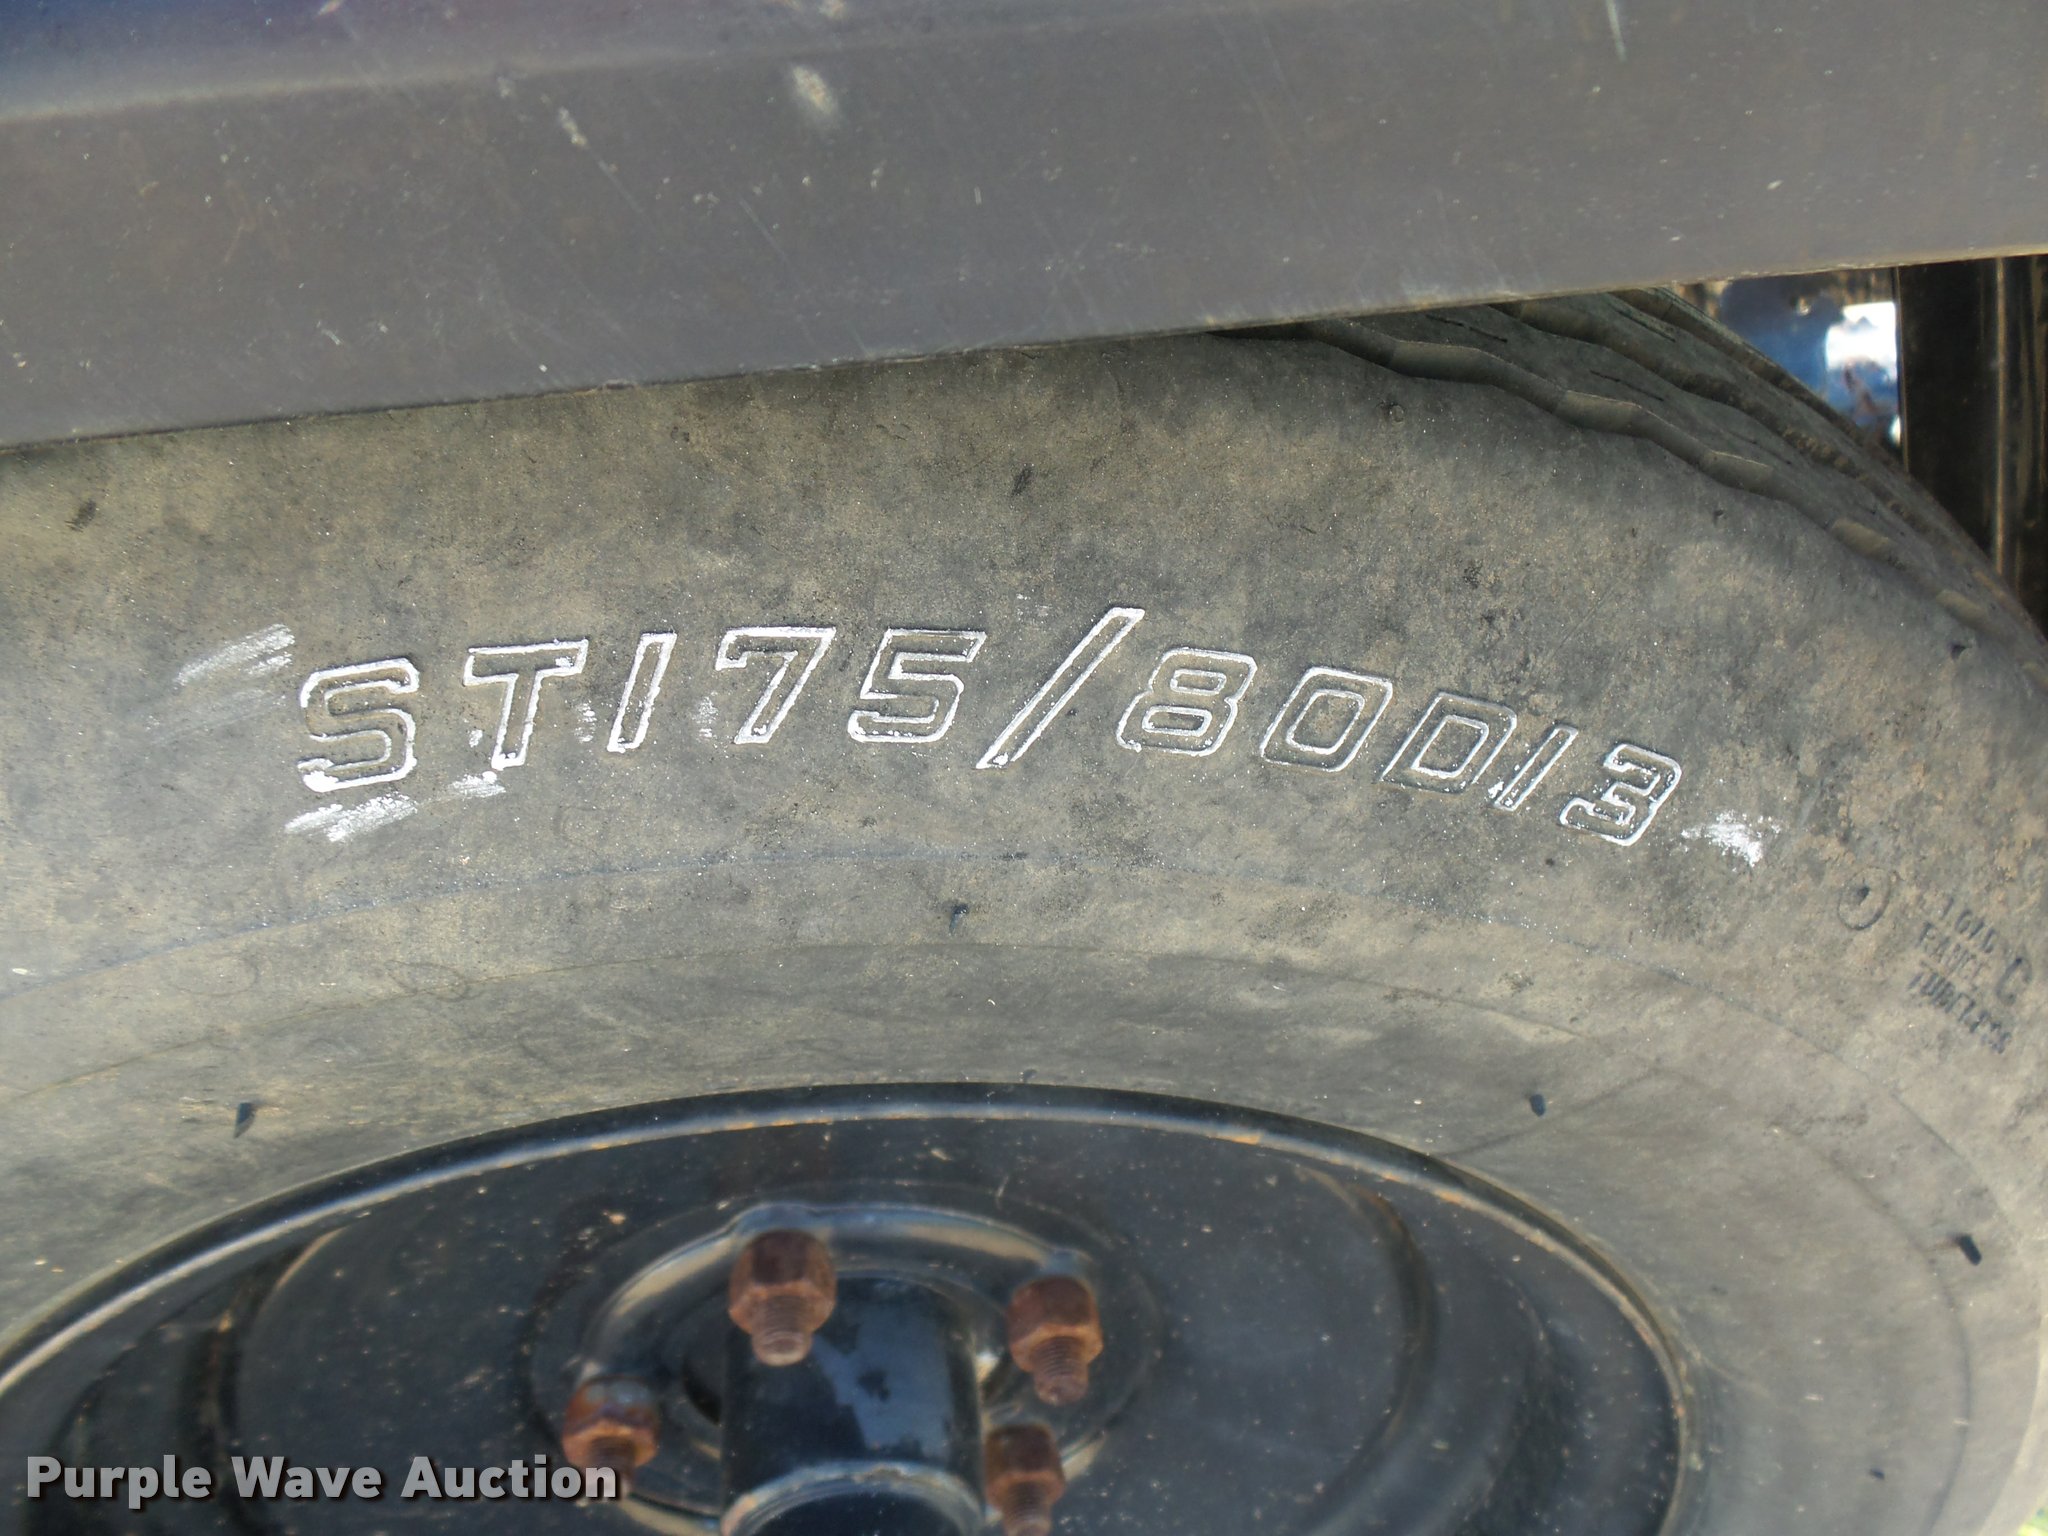 ST175/80D13
LOAD
RANGE C
TUBELESS
Purple Wave Auction